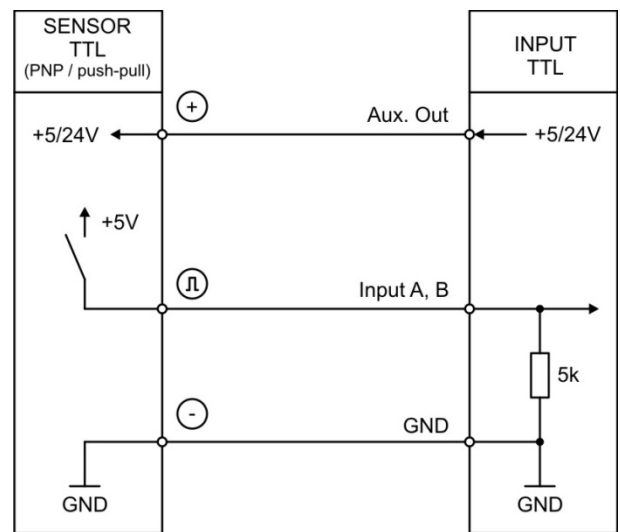 SENSOR
TTL
(PNP / push-pull)
INPUT
TTL
+
Aux. Out
+5/24V
+5/24V
+5V
Input A, B
5k
-
GND
GND
GND